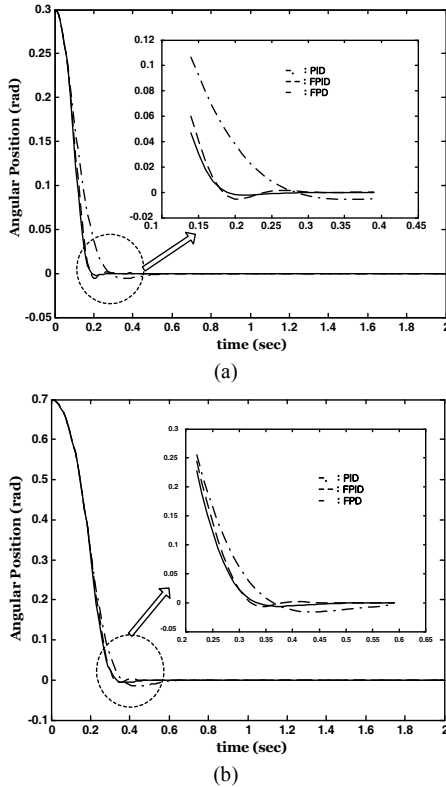 0.3
0.25
0.2
0.15
0.1
0.05
0
-0.05
Angular Position (rad)
0.12
0.1
0.08
0.06
0.04
0.02
0
-0.02
0.1 0.15 0.2 0.25 0.3 0.35 0.4 0.45
: PID
: FPID
: FPD
0 0.2 0.4 0.6 0.8 1 1.2 1.4 1.6 1.8 2
time (sec)
(a)
0.7
0.6
0.5
0.4
0.3
0.2
0.1
0
-0.1
Angular Position (rad)
0.3
0.25
0.2
0.15
0.1
0.05
0
-0.05
0.2 0.25 0.3 0.35 0.4 0.45 0.5 0.55 0.6 0.65
: PID
: FPID
: FPD
0 0.2 0.4 0.6 0.8 1 1.2 1.4 1.6 1.8 2
time (sec)
(b)